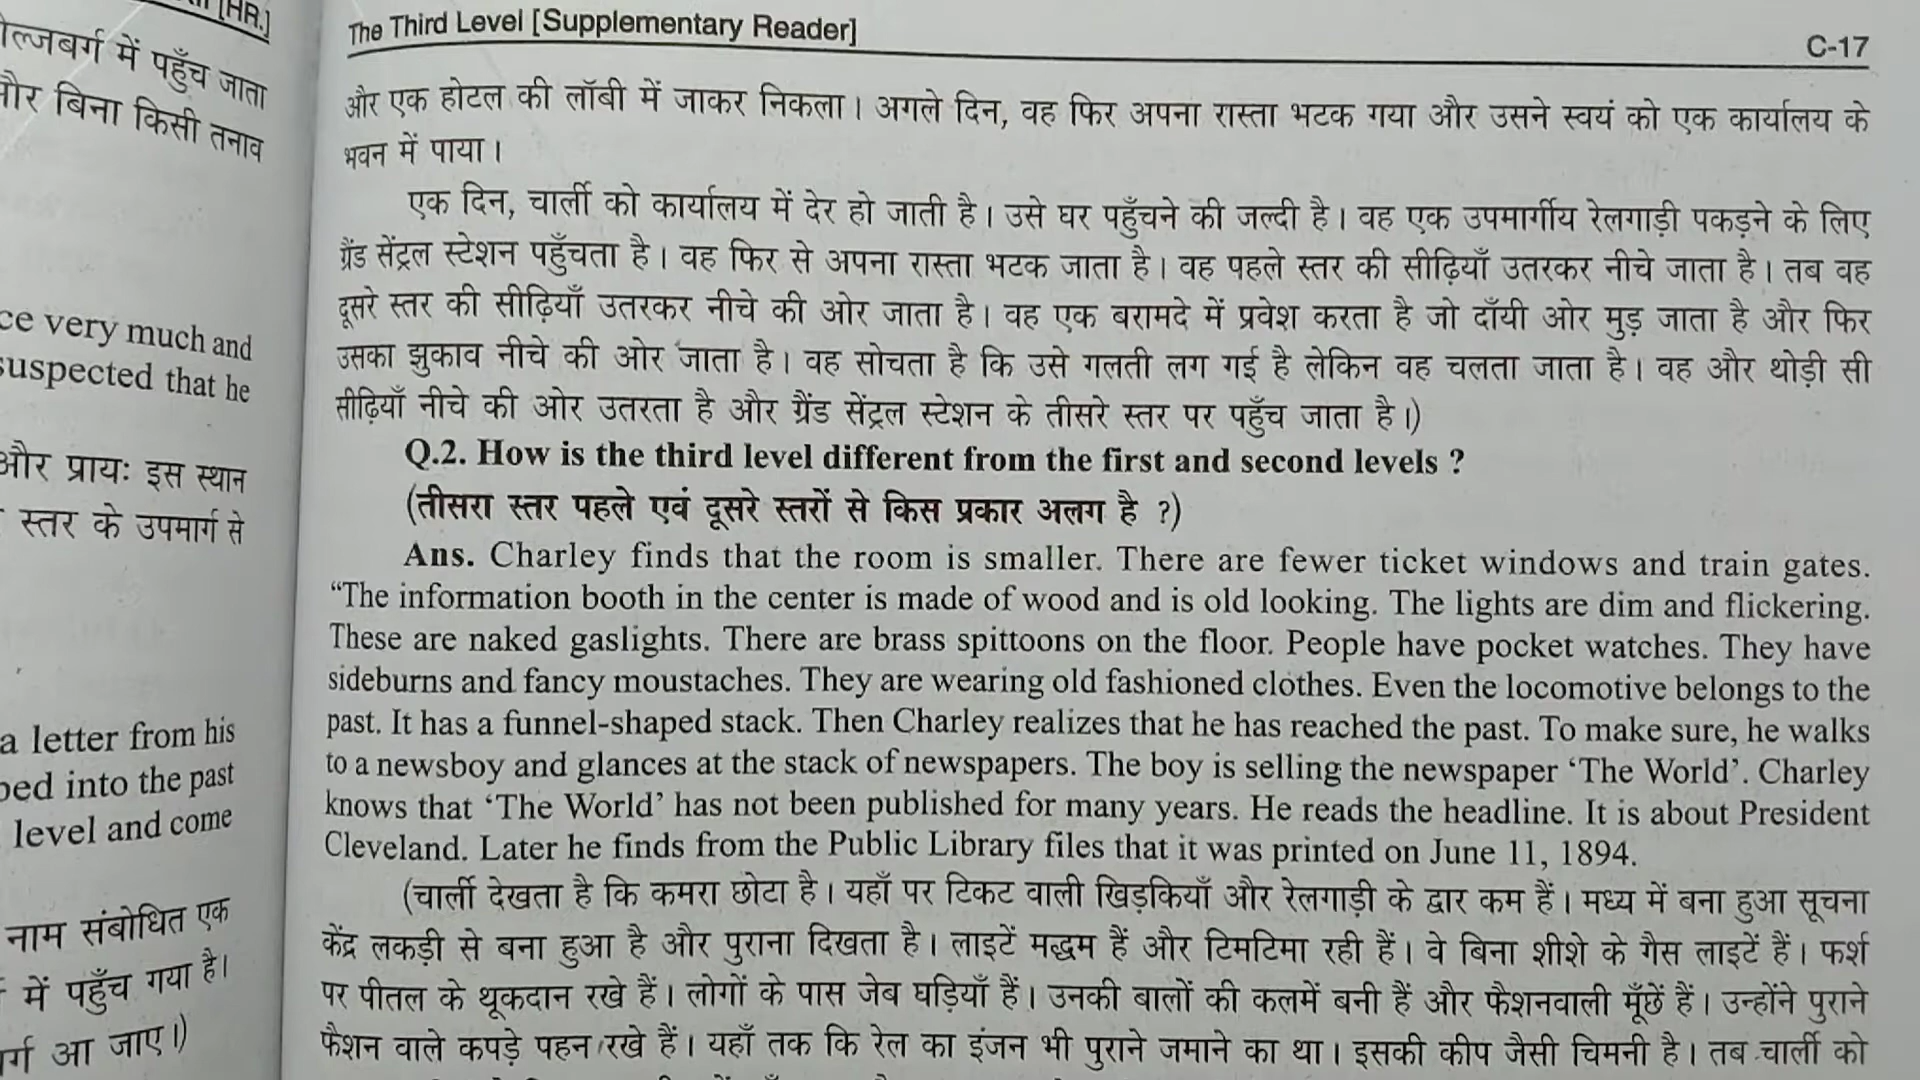 [HR.]
में पहुँच जाता
और बिना किसी तनाव
ce very much and
suspected that he
और प्रायः इस स्थान
स्तर के उपमार्ग से
a letter from his
into the past
level and come
नाम संबोधित एक
में पहुँच गया है।
आ जाए।)
The Third Level [Supplementary Reader]
C-17
और एक होटल की लॉबी में जाकर निकला। अगले दिन, वह फिर अपना रास्ता भटक गया और उसने स्वयं को एक कार्यालय के
भवन में पाया।
एक दिन, चार्ली को कार्यालय में देर हो जाती है। उसे घर पहुँचने की जल्दी है। वह एक उपमार्गीय रेलगाड़ी पकड़ने के लिए
ग्रैंड सेंट्रल स्टेशन पहुँचता है। वह फिर से अपना रास्ता भटक जाता है। वह पहले स्तर की सीढ़ियाँ उतरकर नीचे जाता है। तब वह
दूसरे स्तर की सीढ़ियाँ उतरकर नीचे की ओर जाता है। वह एक बरामदे में प्रवेश करता है जो दाँयी ओर मुड़ जाता है और फिर
उसका झुकाव नीचे की ओर जाता है। वह सोचता है कि उसे गलती लग गई है लेकिन वह चलता जाता है। वह और थोड़ी सी
सीढ़ियाँ नीचे की ओर उतरता है और ग्रैंड सेंट्रल स्टेशन के तीसरे स्तर पर पहुँच जाता है।)
Q.2. How is the third level different from the first and second levels ?
(तीसरा स्तर पहले एवं दूसरे स्तरों से किस प्रकार अलग है ?)
Ans. Charley finds that the room is smaller. There are fewer ticket windows and train gates.
“The information booth in the center is made of wood and is old looking. The lights are dim and flickering.
These are naked gaslights. There are brass spittoons on the floor. People have pocket watches. They have
sideburns and fancy moustaches. They are wearing old fashioned clothes. Even the locomotive belongs to the
past. It has a funnel-shaped stack. Then Charley realizes that he has reached the past. To make sure, he walks
to a newsboy and glances at the stack of newspapers. The boy is selling the newspaper ‘The World’. Charley
knows that ‘The World’ has not been published for many years. He reads the headline. It is about President
Cleveland. Later he finds from the Public Library files that it was printed on June 11, 1894.
(चार्ली देखता है कि कमरा छोटा है। यहाँ पर टिकट वाली खिड़कियाँ और रेलगाड़ी के द्वार कम हैं। मध्य में बना हुआ सूचना
केंद्र लकड़ी से बना हुआ है और पुराना दिखता है। लाइटें मद्धम हैं और टिमटिमा रही हैं। वे बिना शीशे के गैस लाइटें हैं। फर्श
पर पीतल के थूकदान रखे हैं। लोगों के पास जेब घड़ियाँ हैं। उनकी बालों की कलमें बनी हैं और फैशनवाली मूँछें हैं। उन्होंने पुराने
फैशन वाले कपड़े पहन रखे हैं। यहाँ तक कि रेल का इंजन भी पुराने जमाने का था। इसकी कीप जैसी चिमनी है। तब चार्ली को